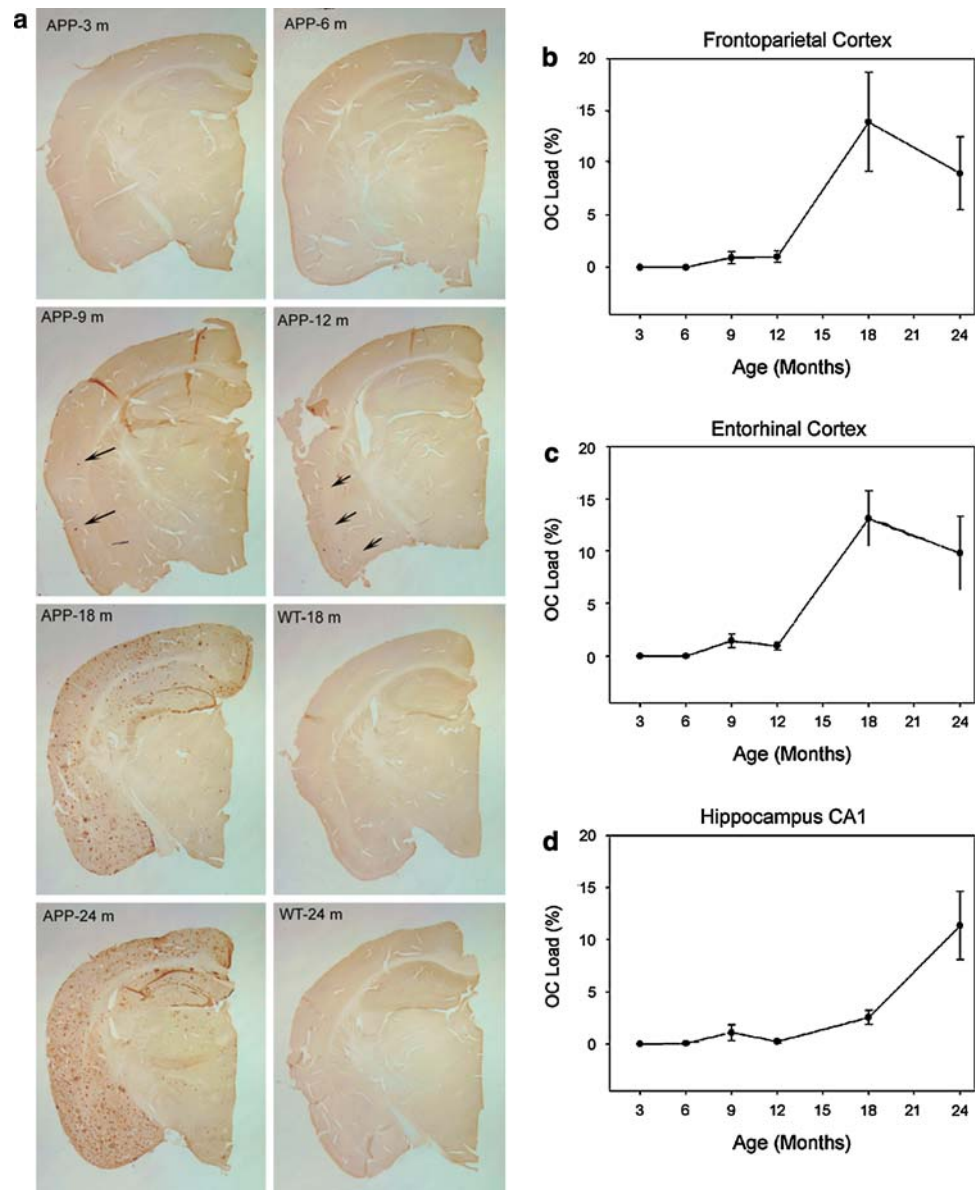 a
APP-3 m
APP-6 m
APP-9 m
APP-12 m
APP-18 m
WT-18 m
APP-24 m
WT-24 m
b
Frontoparietal Cortex
OC Load (%)
20
15
10
5
0
3 6 9 12 15 18 21 24
Age (Months)
c
Entorhinal Cortex
OC Load (%)
20
15
10
5
0
3 6 9 12 15 18 21 24
Age (Months)
d
Hippocampus CA1
OC Load (%)
20
15
10
5
0
3 6 9 12 15 18 21 24
Age (Months)